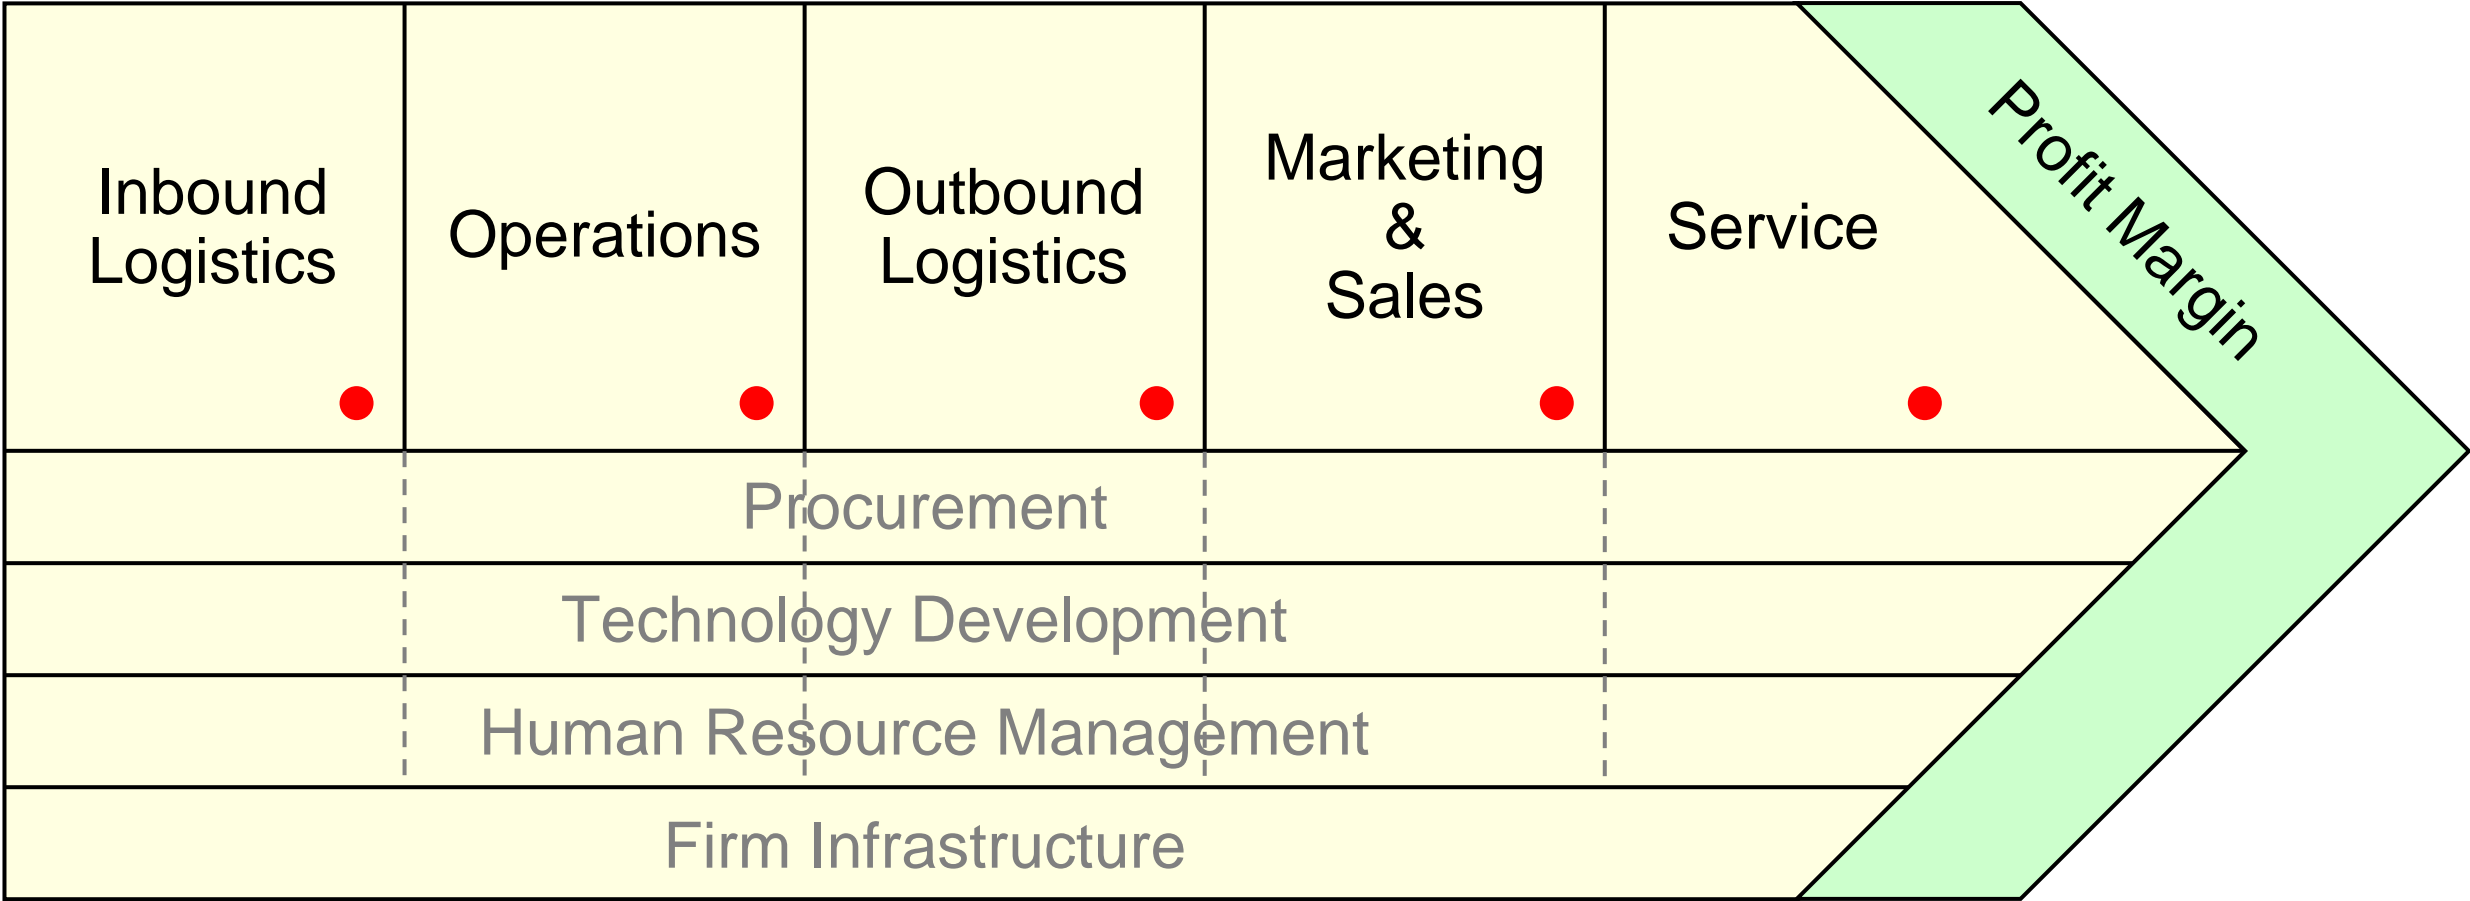 Inbound
Logistics
Operations
Outbound
Logistics
Marketing
&
Sales
Service
Profit Margin
Procurement
Technology Development
Human Resource Management
Firm Infrastructure